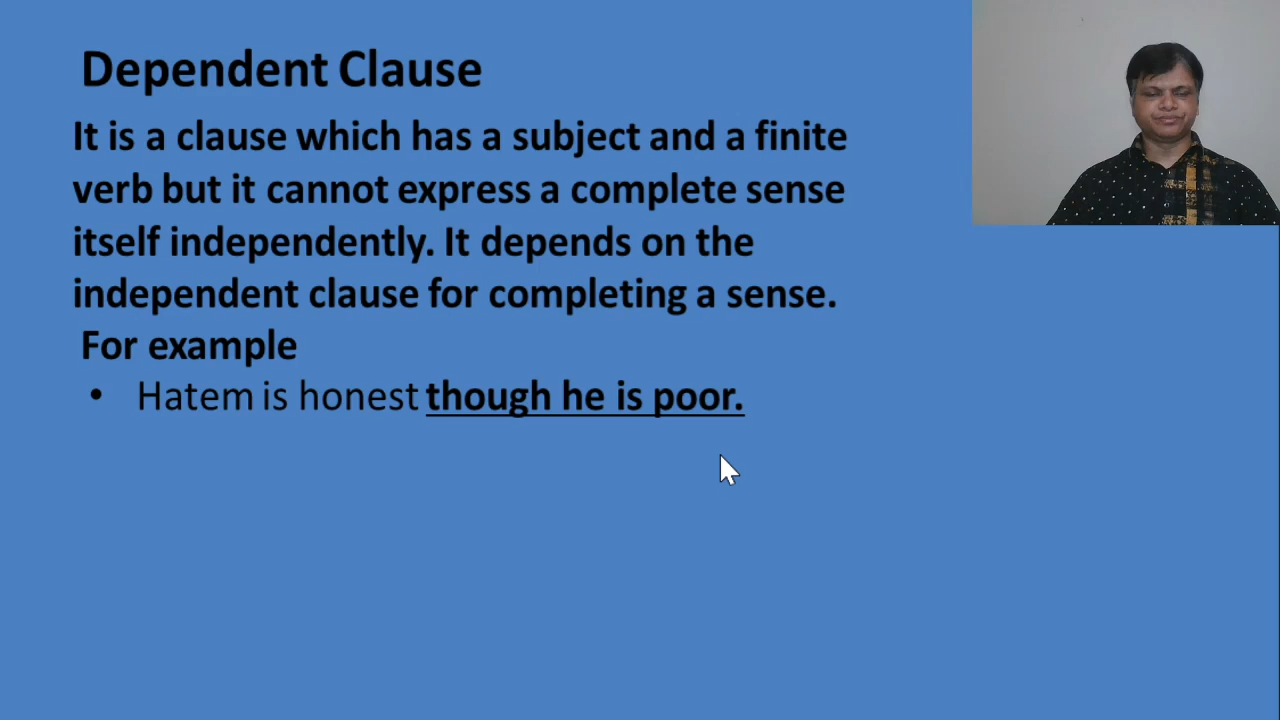 Dependent Clause
It is a clause which has a subject and a finite
verb but it cannot express a complete sense
itself independently. It depends on the
independent clause for completing a sense.
For example
• Hatem is honest though he is poor.